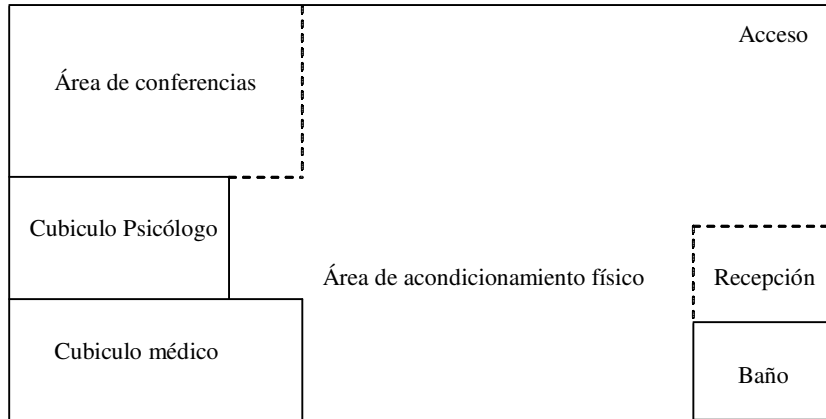 Acceso
Área de conferencias
Cubiculo Psicólogo
Área de acondicionamiento físico
Recepción
Cubiculo médico
Baño